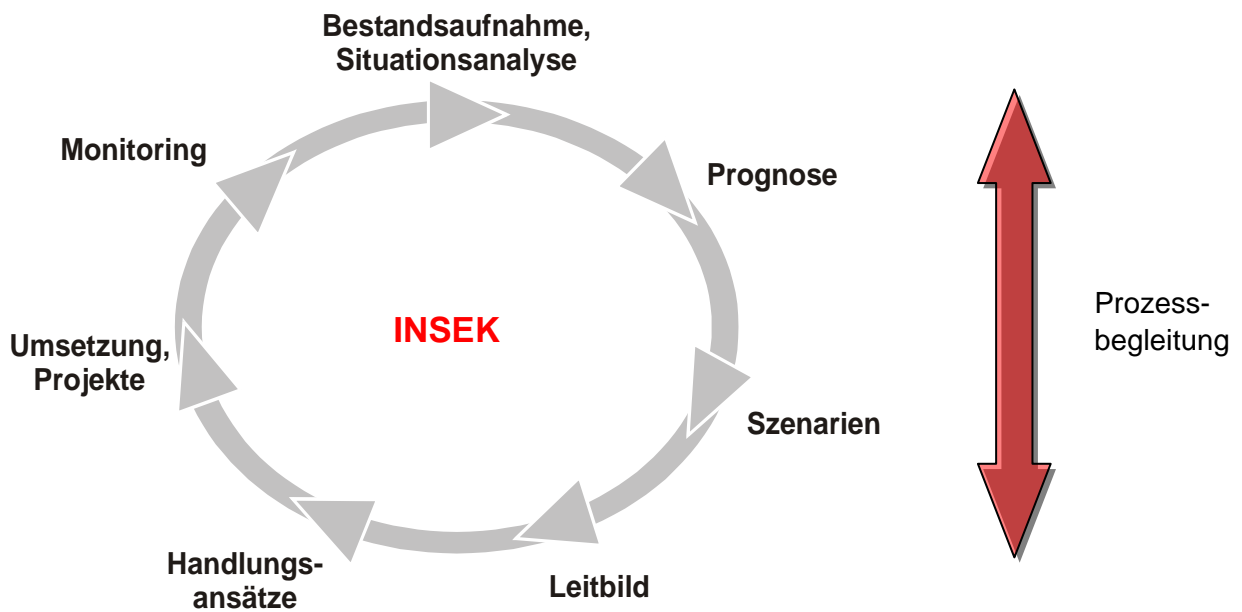 Bestandsaufnahme,
Situationsanalyse
Monitoring
Prognose
INSEK
Prozess-
begleitung
Umsetzung,
Projekte
Szenarien
Handlungs-
ansätze
Leitbild